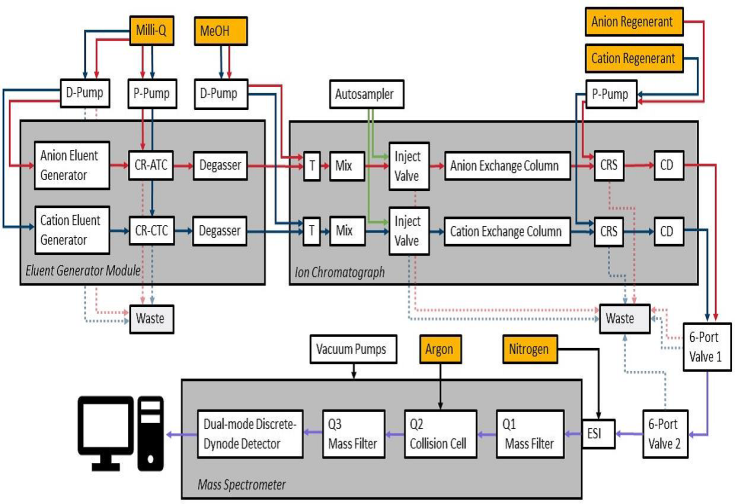 Milli-Q
MeOH
Anion Regenerant
Cation Regenerant
D-Pump
P-Pump
D-Pump
Autosampler
P-Pump
Anion Eluent
Generator
CR-ATC
Degasser
T
Mix
Inject
Valve
Anion Exchange Column
CRS
CD
Cation Eluent
Generator
CR-CTC
Degasser
T
Mix
Inject
Valve
Cation Exchange Column
CRS
CD
Eluent Generator Module
Ion Chromatograph
Waste
Waste
6-Port
Valve 1
Vacuum Pumps
Argon
Nitrogen
Dual-mode Discrete-
Dynode Detector
Q3
Mass Filter
Q2
Collision Cell
Q1
Mass Filter
ESI
6-Port
Valve 2
Mass Spectrometer